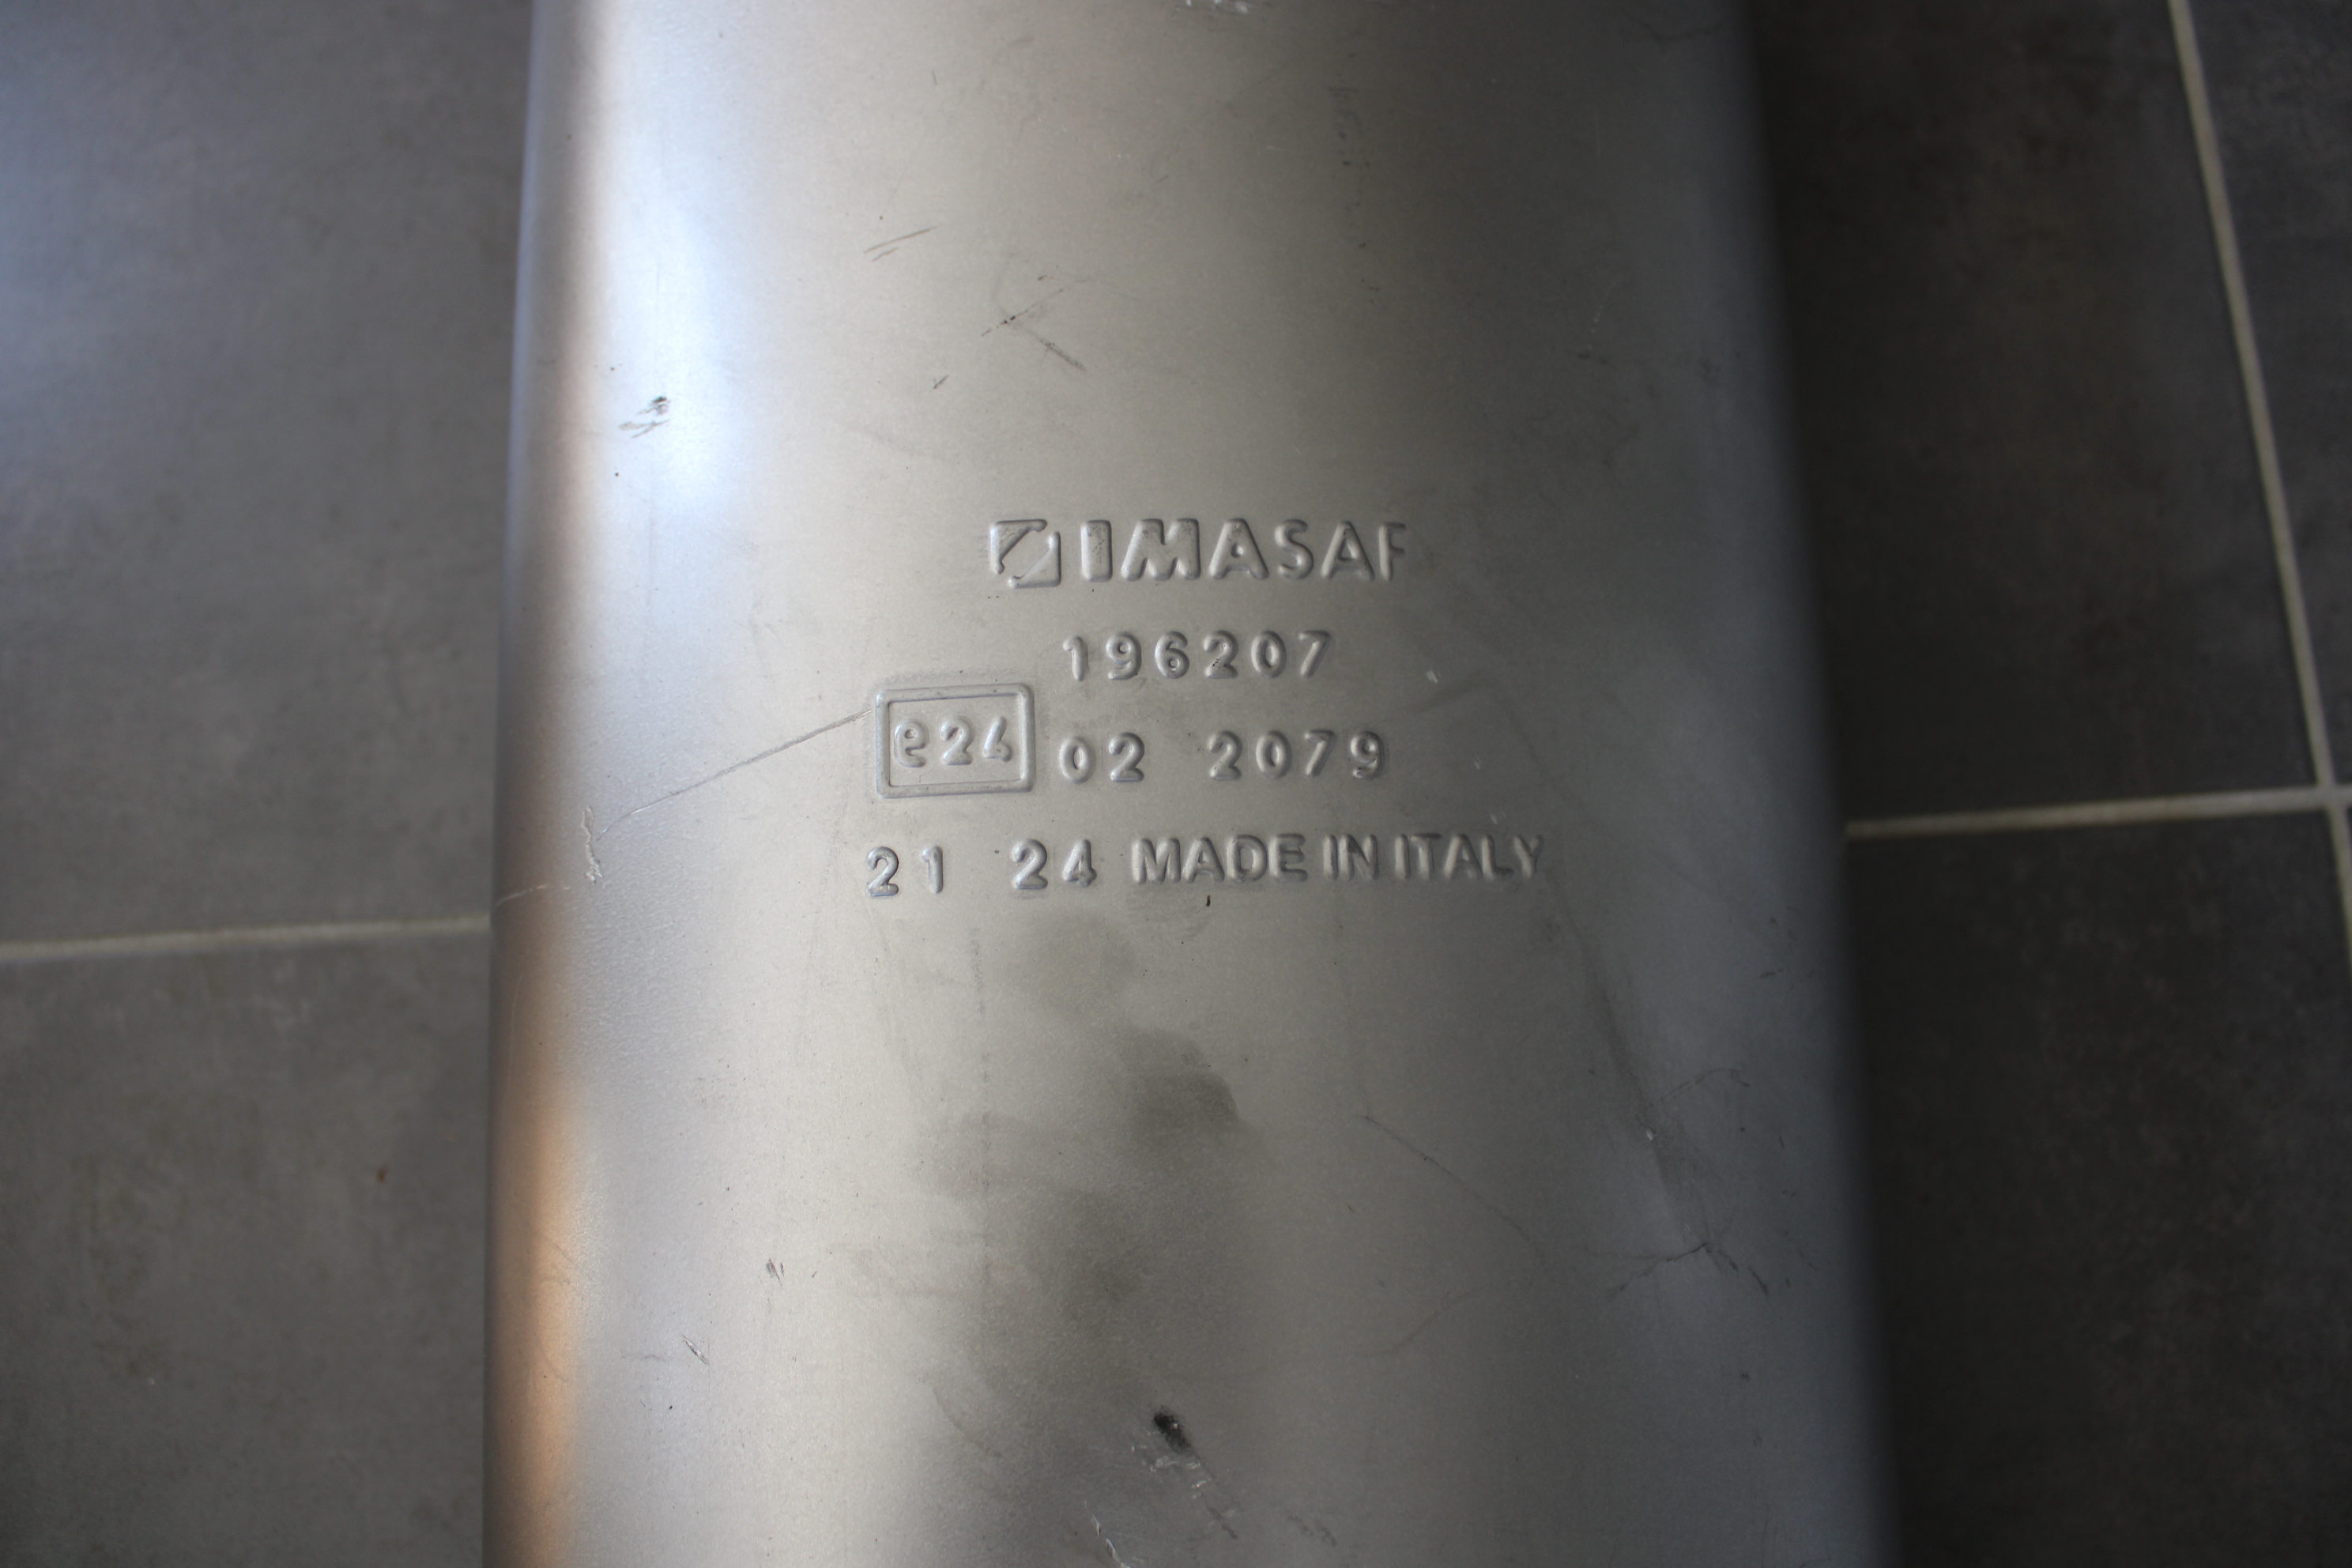 IMASAF
196207
e24 02 2079
21 24 MADE IN ITALY